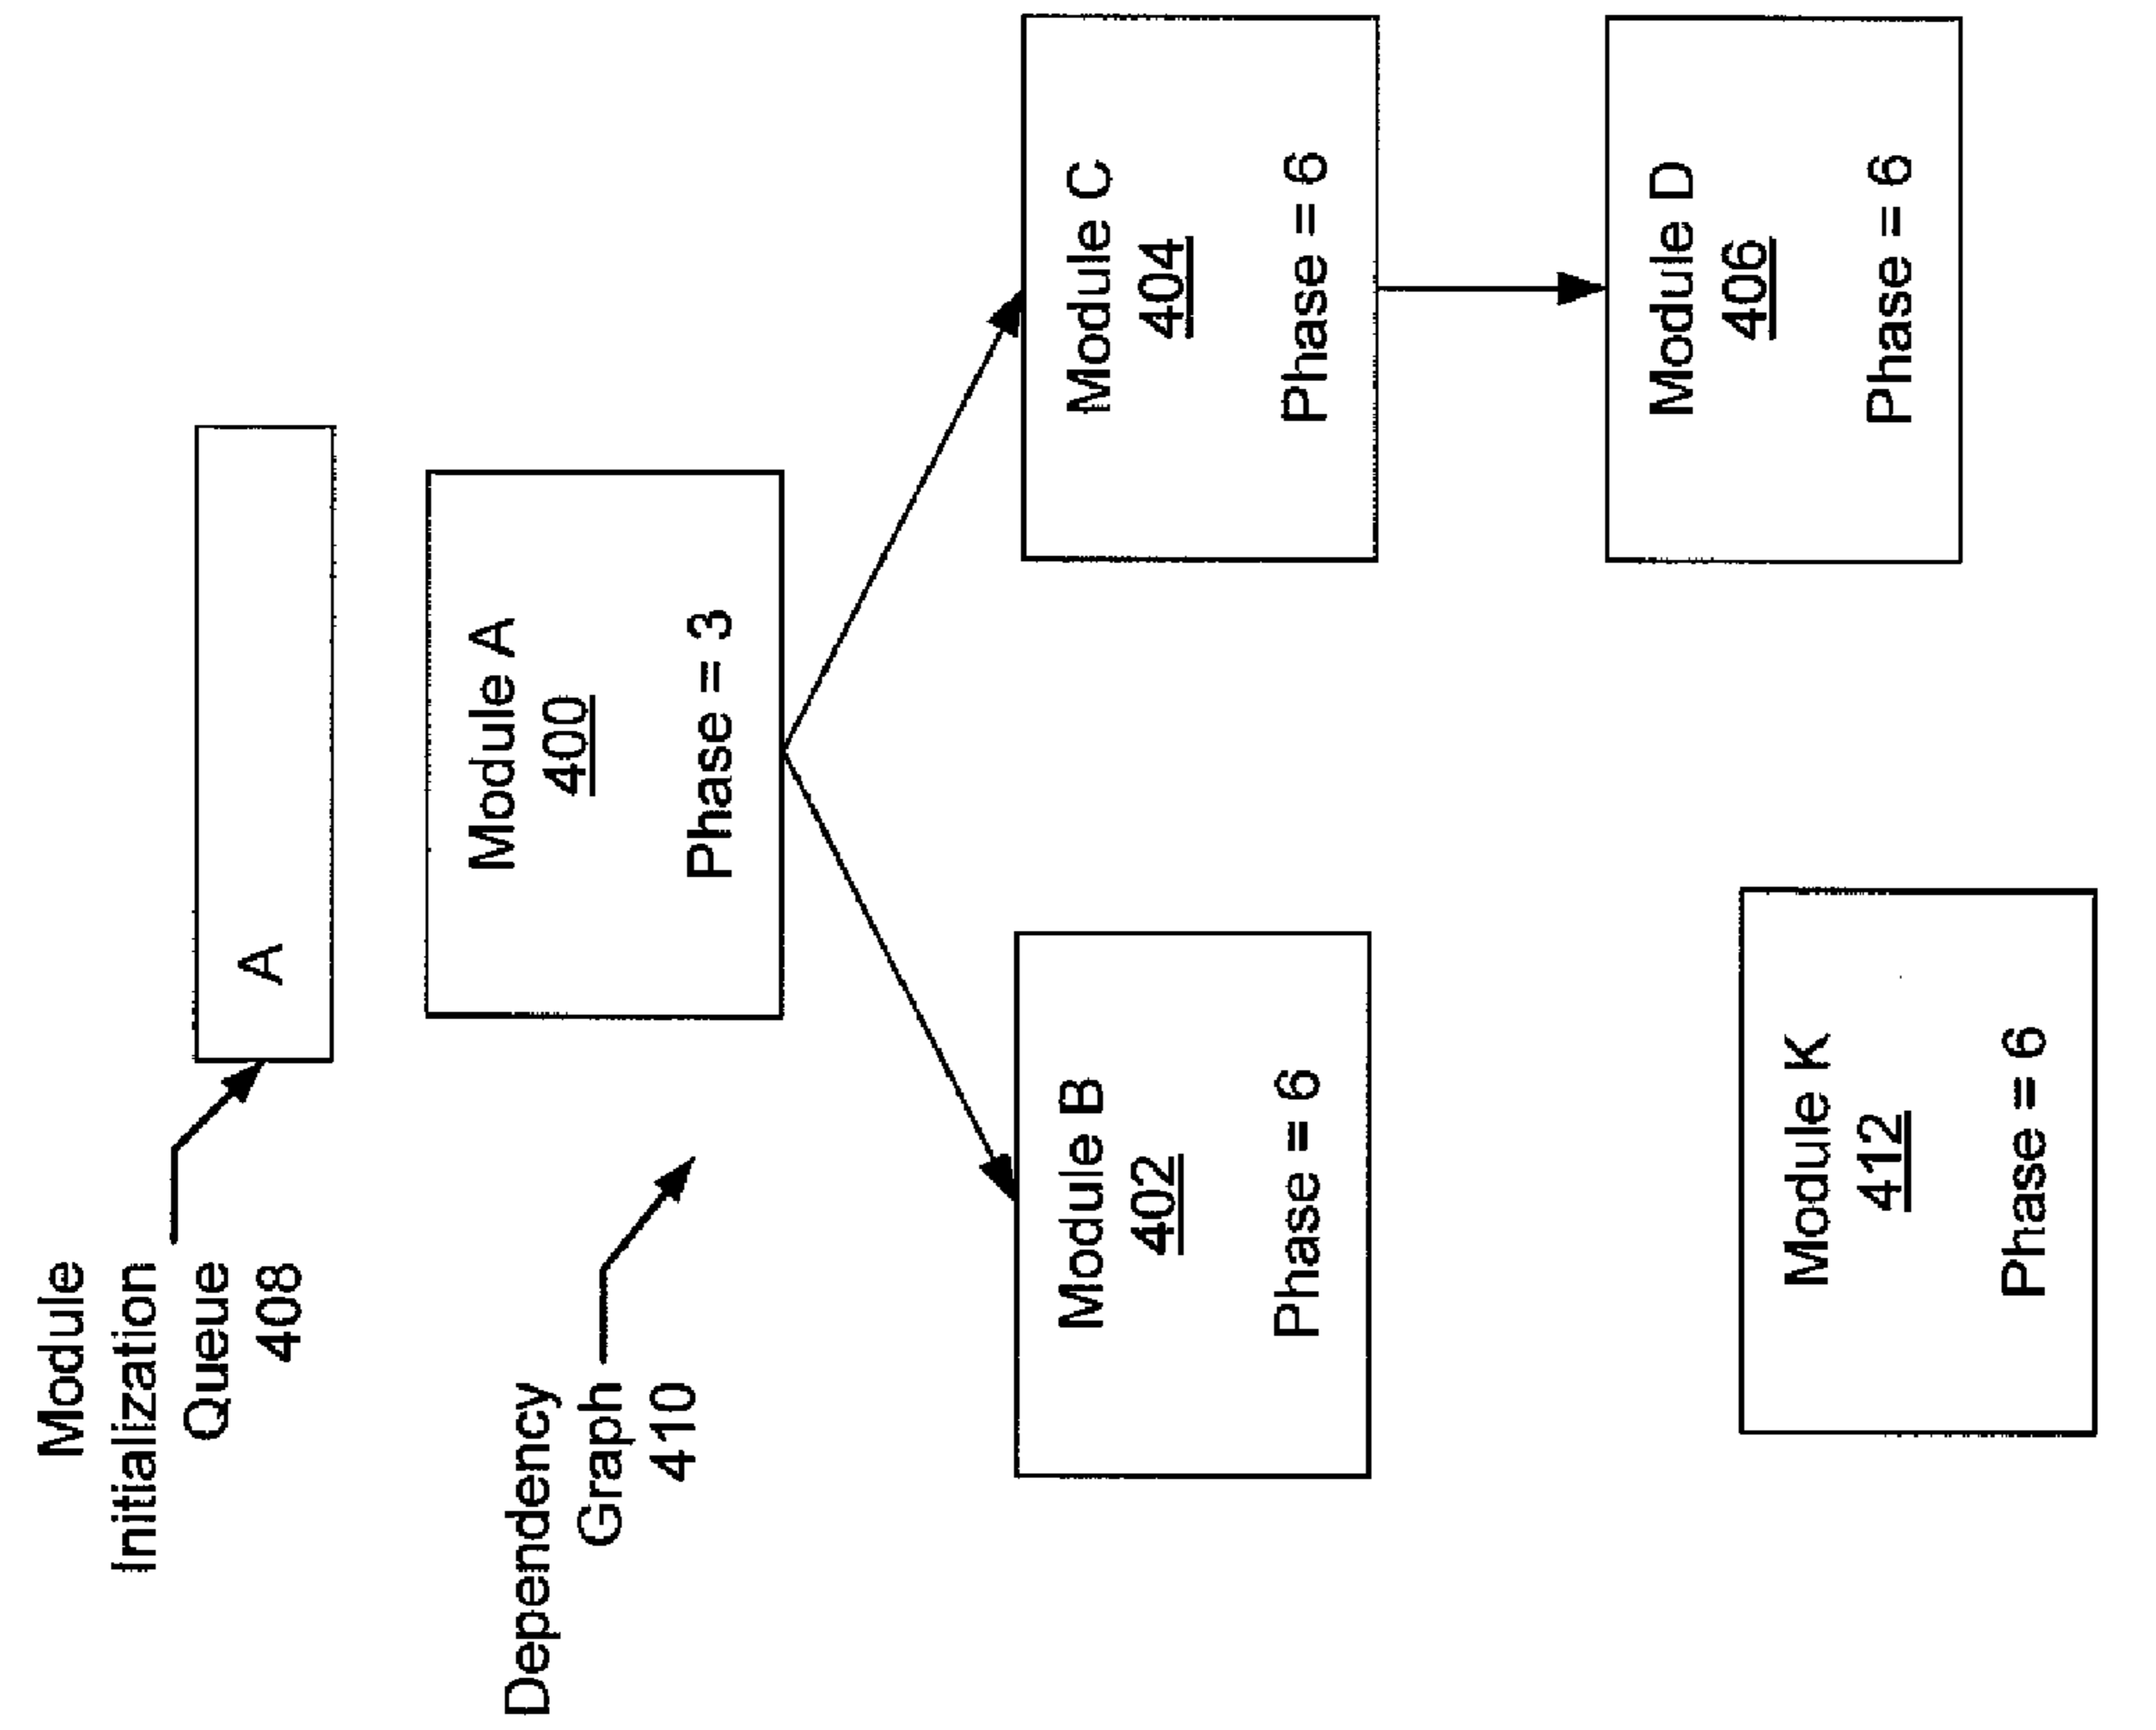 Module
Initialization
Queue
408
A
Dependency
Graph
410
Module A
400
Phase = 3
Module B
402
Phase = 6
Module C
404
Phase = 6
Module K
412
Phase = 6
Module D
406
Phase = 6